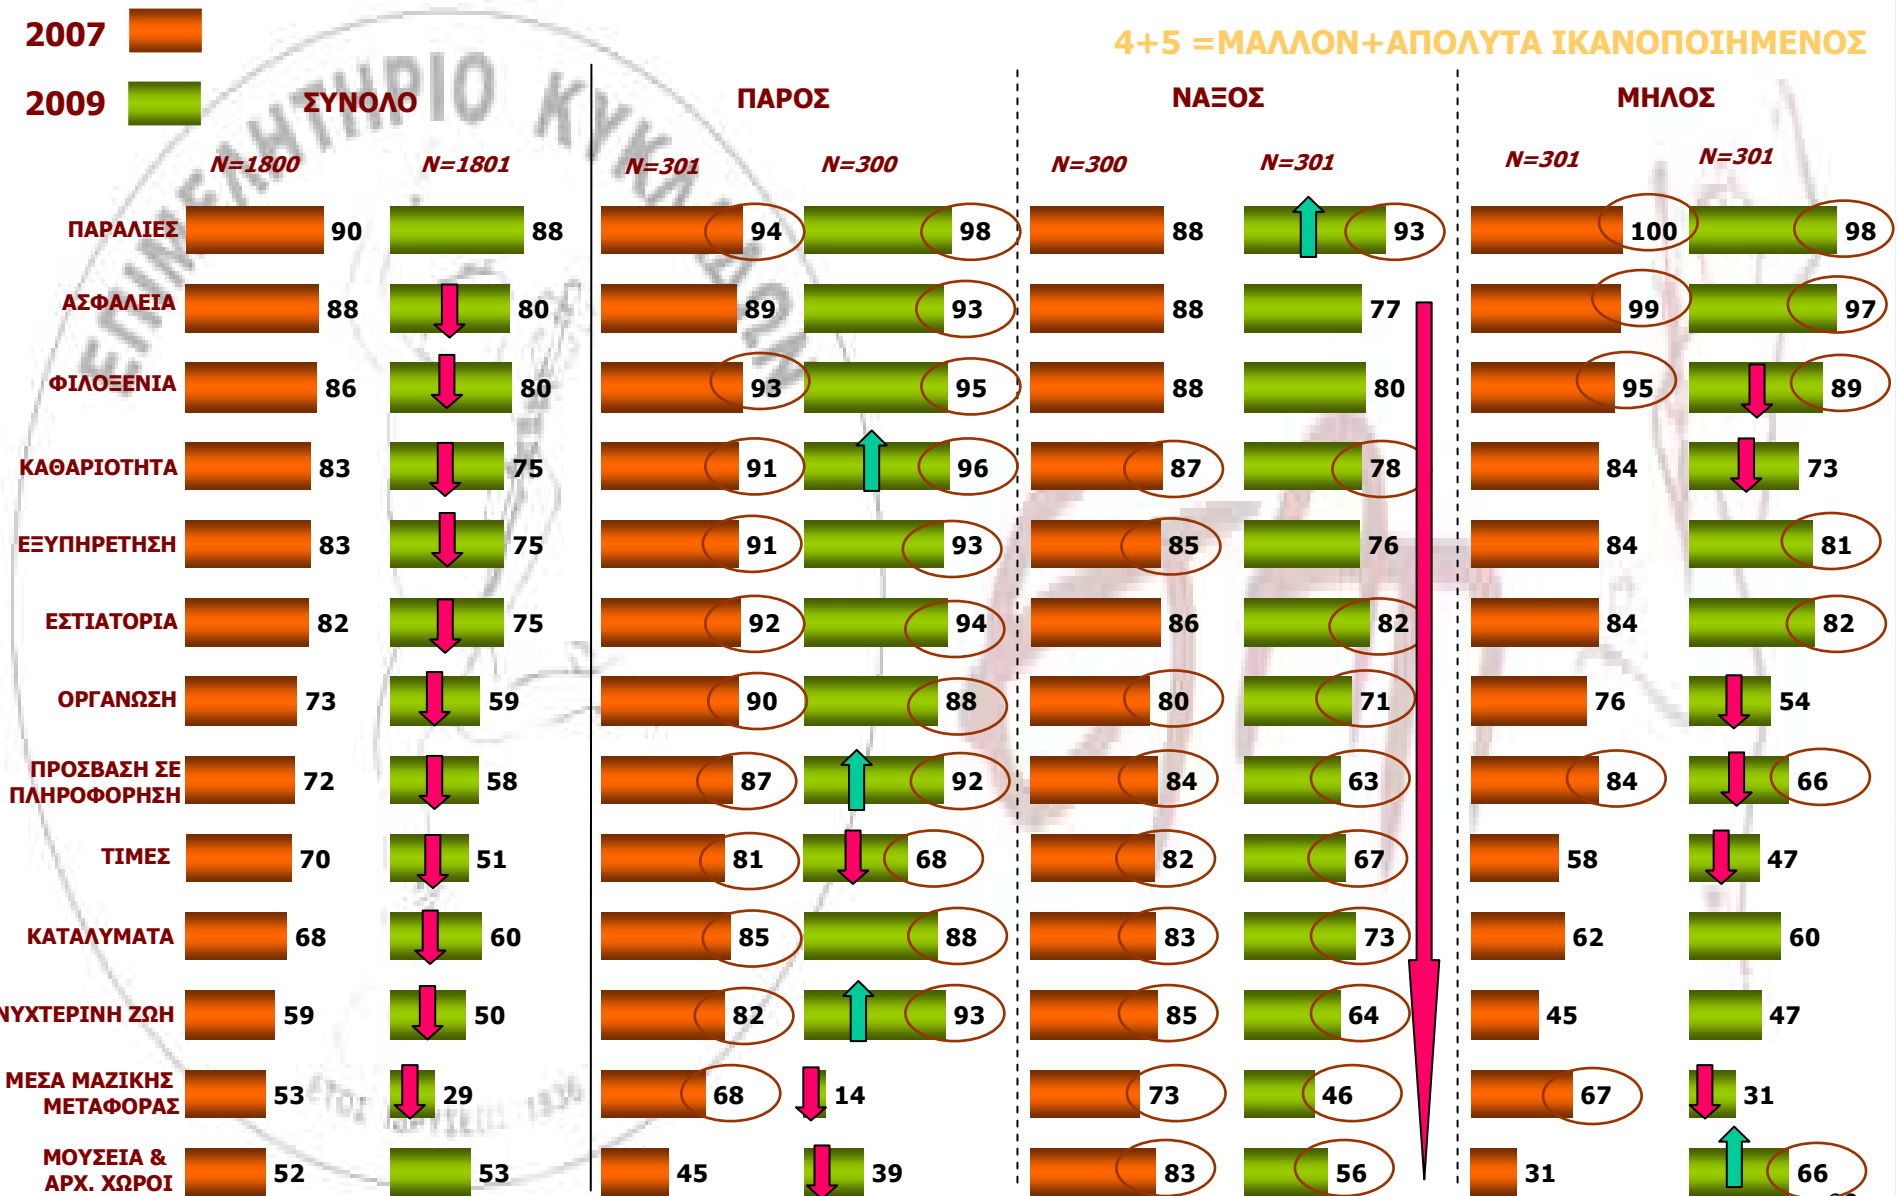 2007
4+5 =ΜΑΛΛΟΝ+ΑΠΟΛΥΤΑ ΙΚΑΝΟΠΟΙΗΜΕΝΟΣ
2009
ΣΥΝΟΛΟ ΠΑΡΟΣ ΝΑΞΟΣ ΜΗΛΟΣ
N=1800 N=1801 N=301 N=300 N=300 N=301 N=301 N=301
ΠΑΡΑΛΙΕΣ 90 88 94 98 88 93 100 98
ΑΣΦΑΛΕΙΑ 88 80 89 93 88 77 99 97
ΦΙΛΟΞΕΝΙΑ 86 80 93 95 88 80 95 89
ΚΑΘΑΡΙΟΤΗΤΑ 83 75 91 96 87 78 84 73
ΕΞΥΠΗΡΕΤΗΣΗ 83 75 91 93 85 76 84 81
ΕΣΤΙΑΤΟΡΙΑ 82 75 92 94 86 82 84 82
ΟΡΓΑΝΩΣΗ 73 59 90 88 80 71 76 54
ΠΡΟΣΒΑΣΗ ΣΕ
ΠΛΗΡΟΦΟΡΗΣΗ 72 58 87 92 84 63 84 66
ΤΙΜΕΣ 70 51 81 68 82 67 58 47
ΚΑΤΑΛΥΜΑΤΑ 68 60 85 88 83 73 62 60
ΝΥΧΤΕΡΙΝΗ ΖΩΗ 59 50 82 93 85 64 45 47
ΜΕΣΑ ΜΑΖΙΚΗΣ
ΜΕΤΑΦΟΡΑΣ 53 29 68 14 73 46 67 31
ΜΟΥΣΕΙΑ &
ΑΡΧ. ΧΩΡΟΙ 52 53 45 39 83 56 31 66
ΕΠΙΜΕΛΗΤΗΡΙΟ ΚΥΚΛΑΔΩΝ